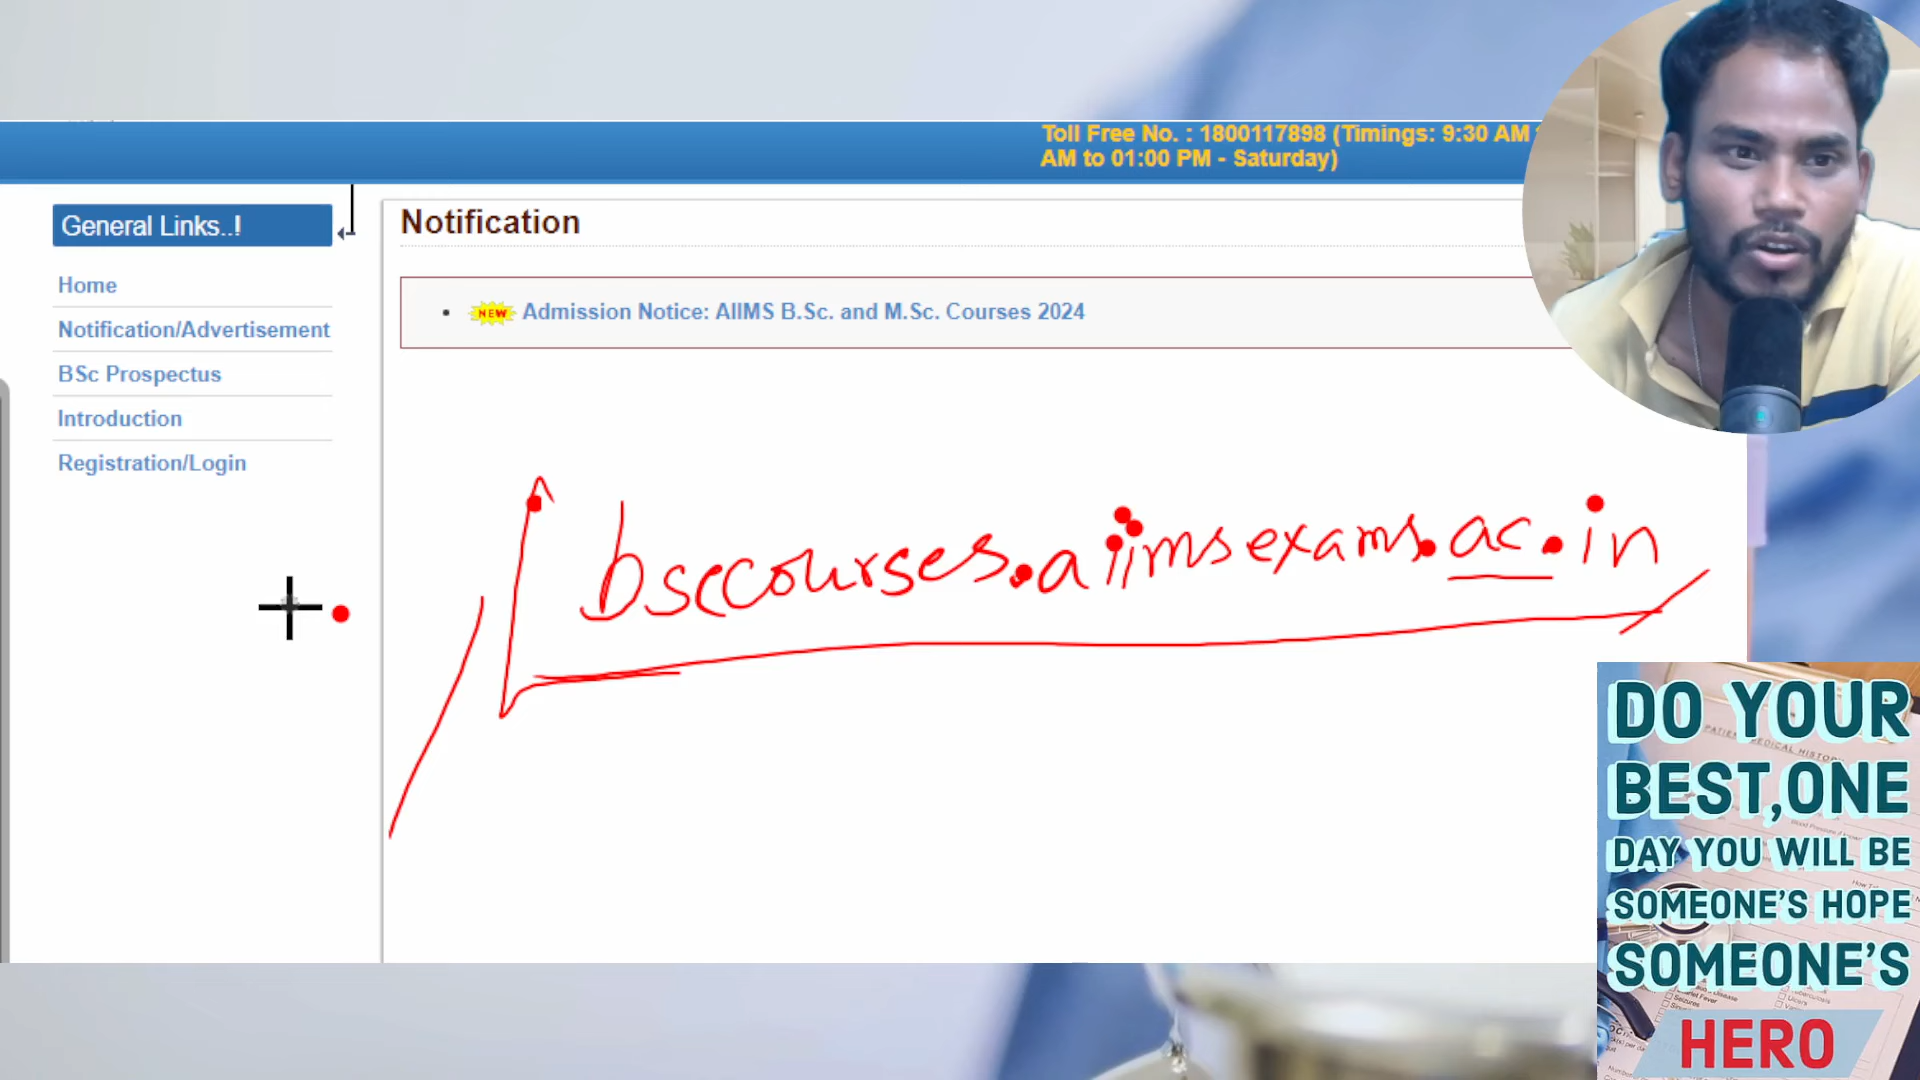 Toll Free No. : 1800117898 (Timings: 9:30 AM
AM to 01:00 PM - Saturday)
General Links..!
Home
Notification/Advertisement
BSc Prospectus
Introduction
Registration/Login
Notification
NEW Admission Notice: AIIMS B.Sc. and M.Sc. Courses 2024
bsccourses.aiimsexams.ac.in
DO YOUR
BEST,ONE
DAY YOU WILL BE
SOMEONE'S HOPE
SOMEONE'S
HERO